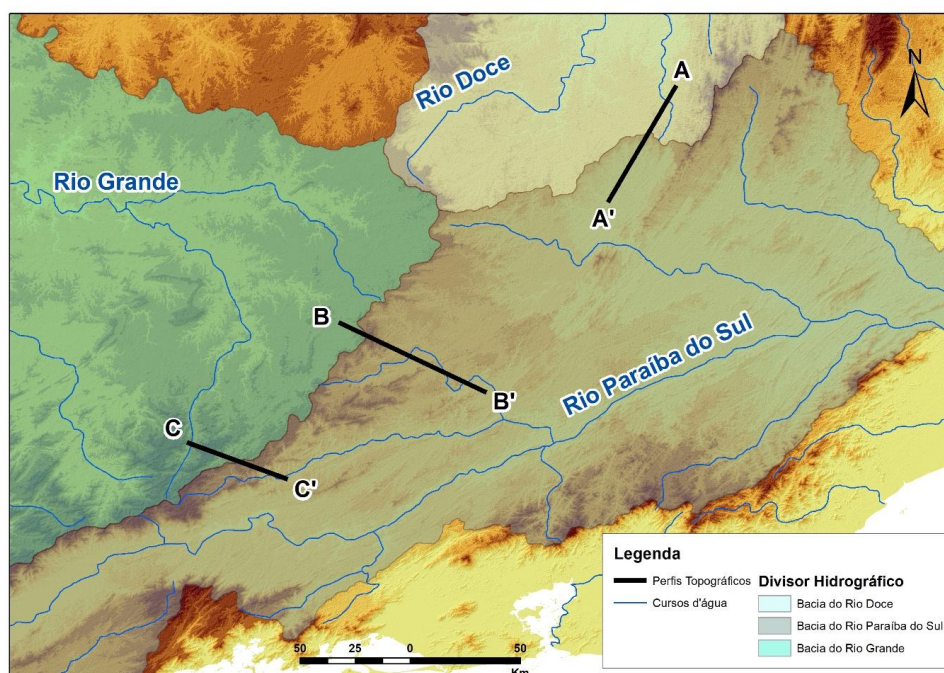 Rio Doce
A
N
Rio Grande
A'
B
Rio Paraíba do Sul
B'
C
C'
Legenda
Perfis Topográficos
Cursos d'água
Divisor Hidrográfico
Bacia do Rio Doce
Bacia do Rio Paraíba do Sul
Bacia do Rio Grande
50 25 0 50
Km